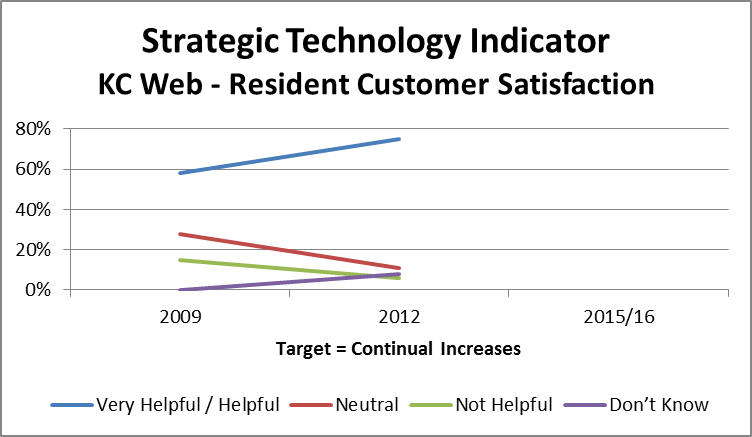 Strategic Technology Indicator
KC Web - Resident Customer Satisfaction
80%
60%
40%
20%
0%
2009 2012 2015/16
Target = Continual Increases
Very Helpful / Helpful Neutral Not Helpful Don’t Know